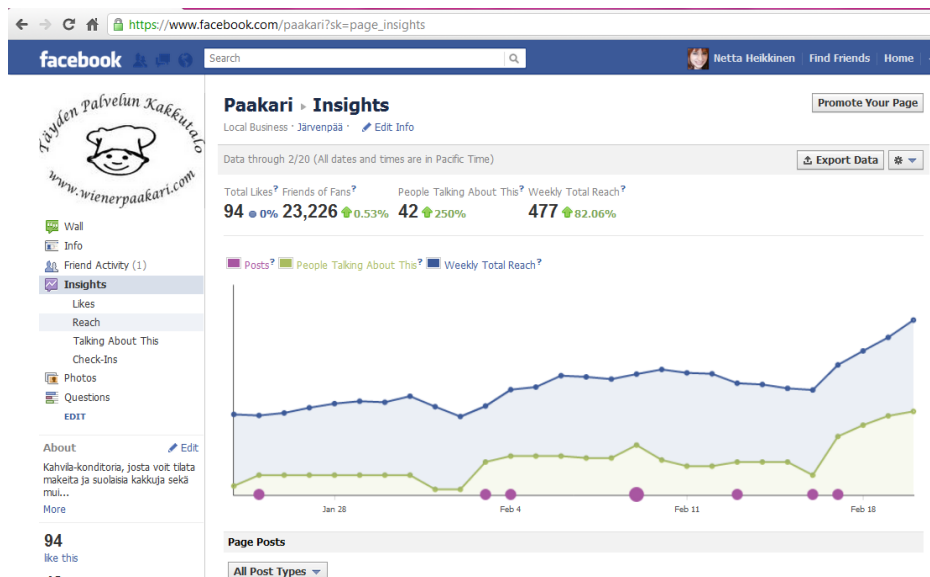 https://www.facebook.com/paakari?sk=page_insights
facebook
Search
Netta Heikkinen Find Friends Home
Täyden Palvelun Kakkutalo
www.wienerpaakari.com
Wall
Info
Friend Activity (1)
Insights
Likes
Reach
Talking About This
Check-Ins
Photos
Questions
EDIT
About Edit
Kahvila-konditoria, josta voit tilata
makeita ja suolaisia kakkuja sekä
mui...
More
94
like this
Paakari ▸ Insights
Promote Your Page
Local Business · Järvenpää · Edit Info
Data through 2/20 (All dates and times are in Pacific Time)
Export Data
Total Likes? Friends of Fans? People Talking About This? Weekly Total Reach?
94 0% 23,226 0.53% 42 250% 477 82.06%
Posts? People Talking About This? Weekly Total Reach?
Jan 28 Feb 4 Feb 11 Feb 18
Page Posts
All Post Types